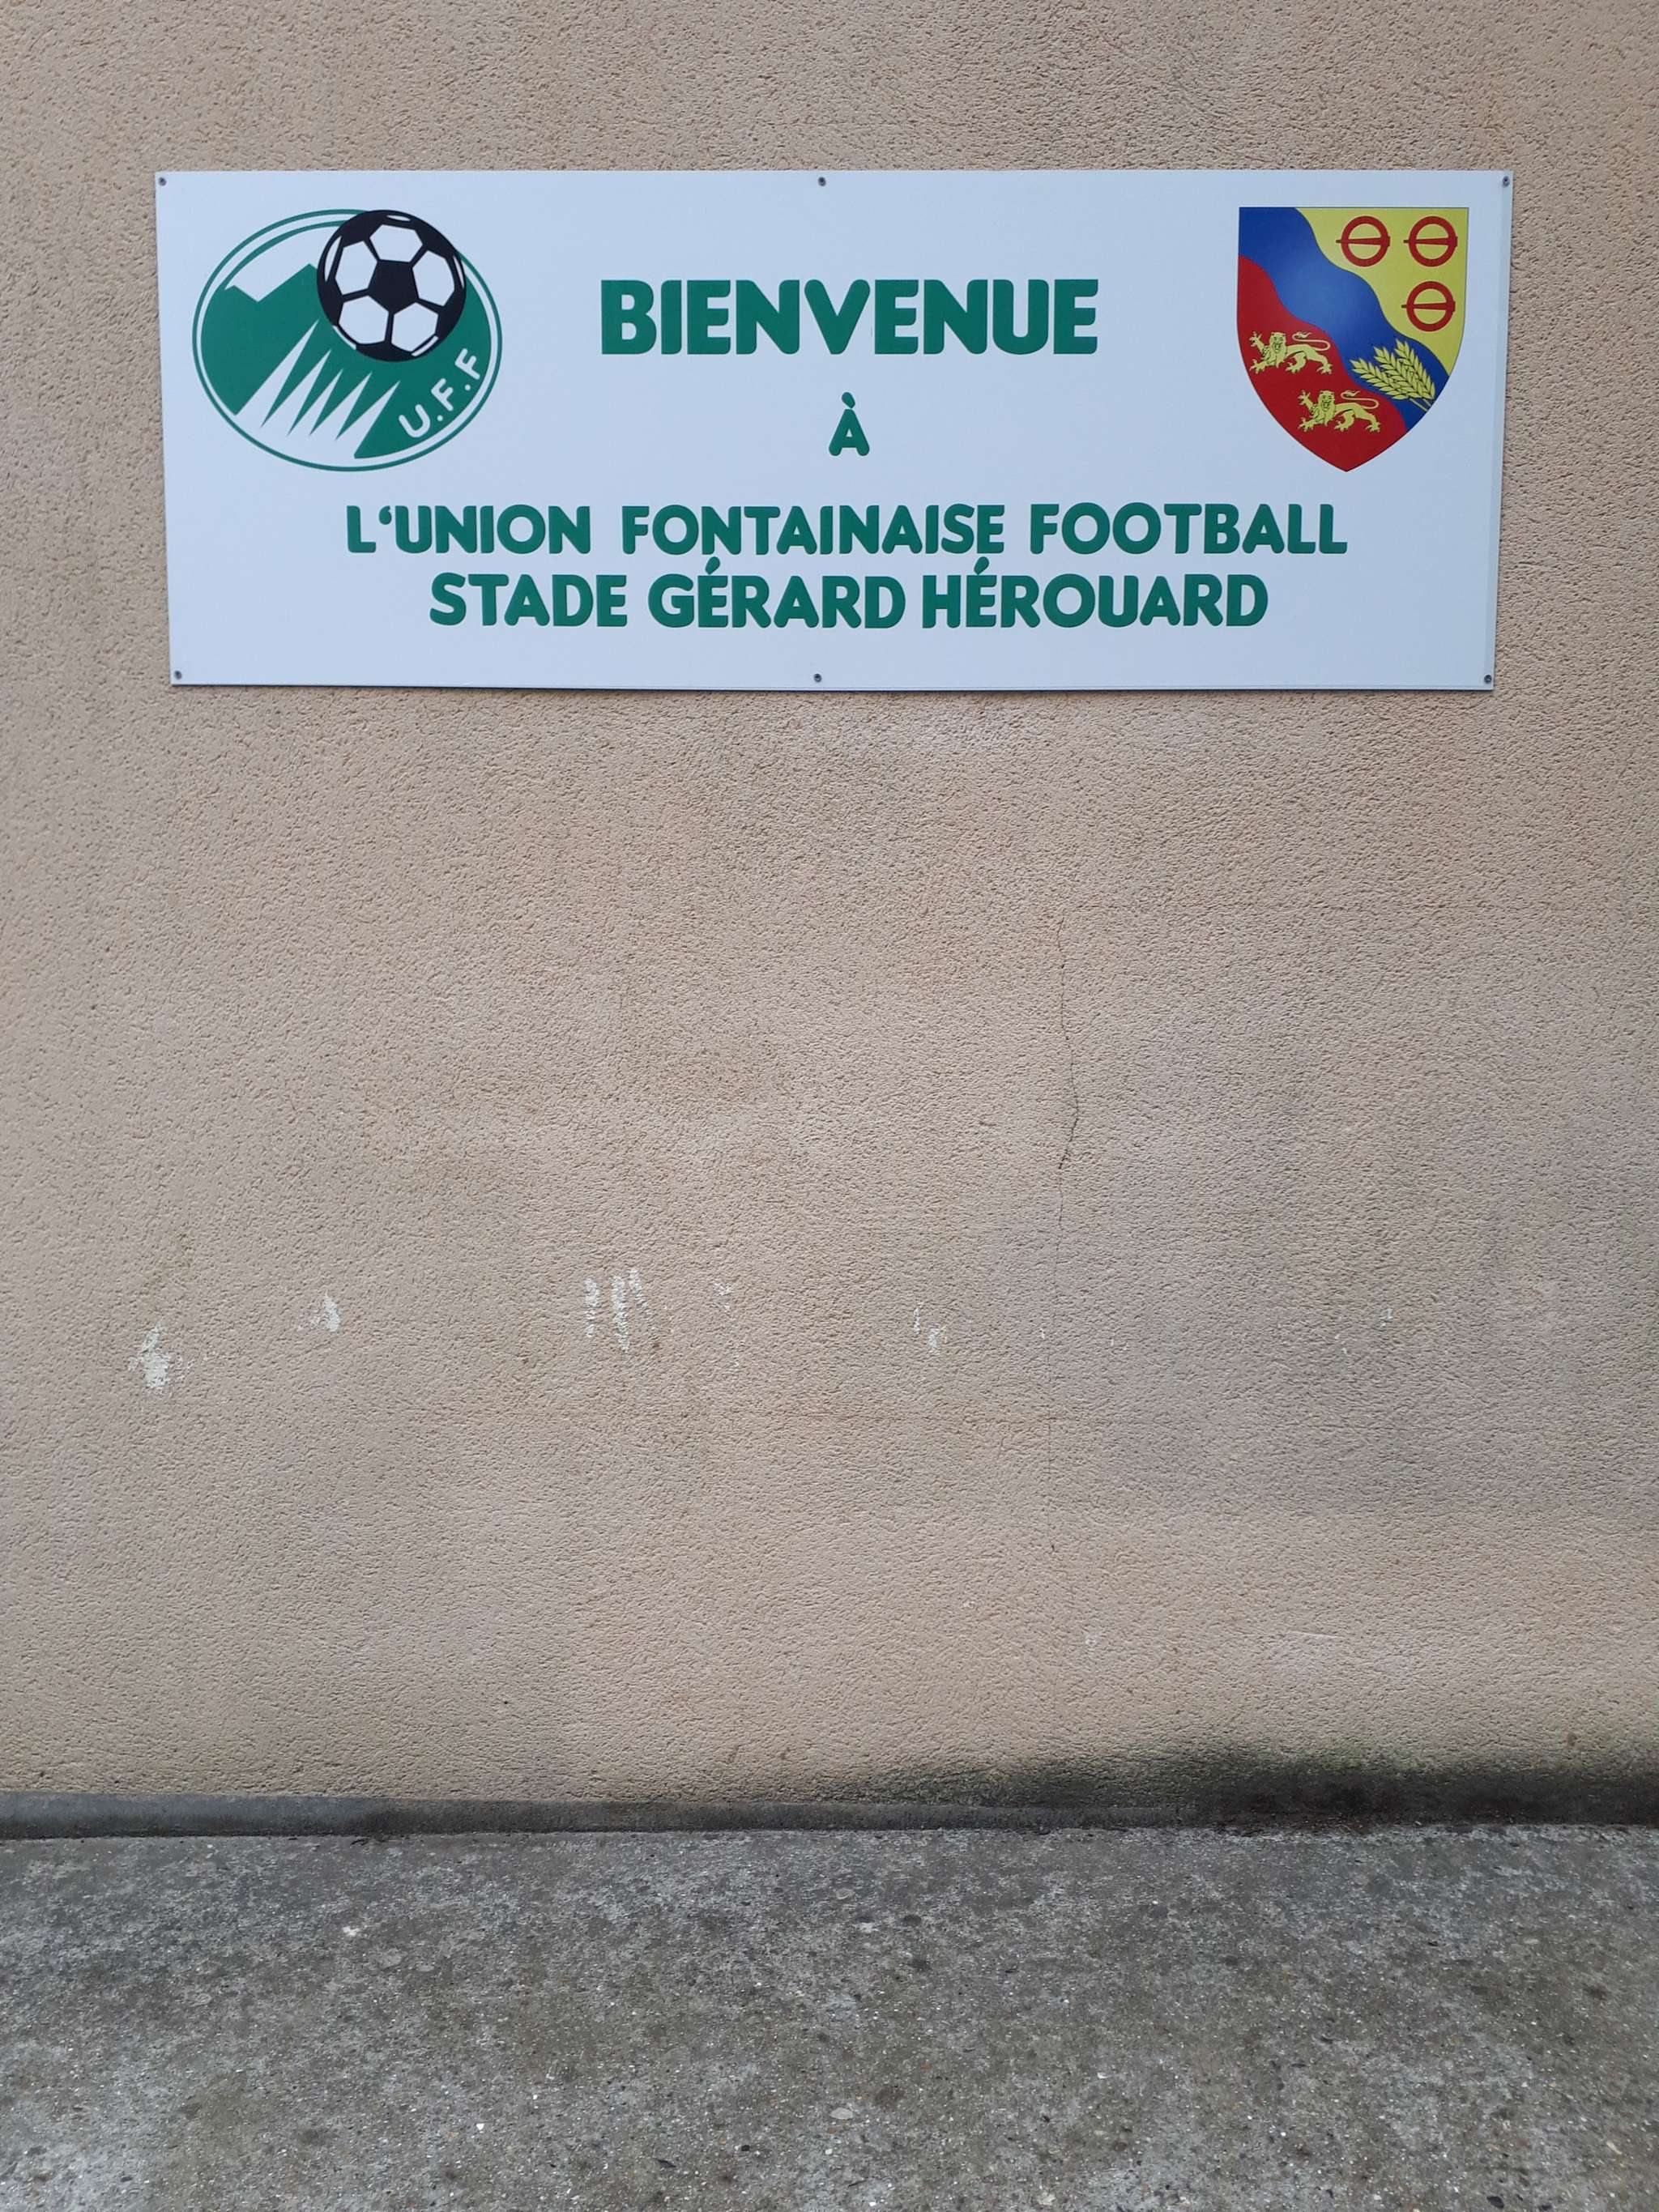 U.F.F
BIENVENUE
À
L'UNION FONTAINAISE FOOTBALL
STADE GÉRARD HÉROUARD